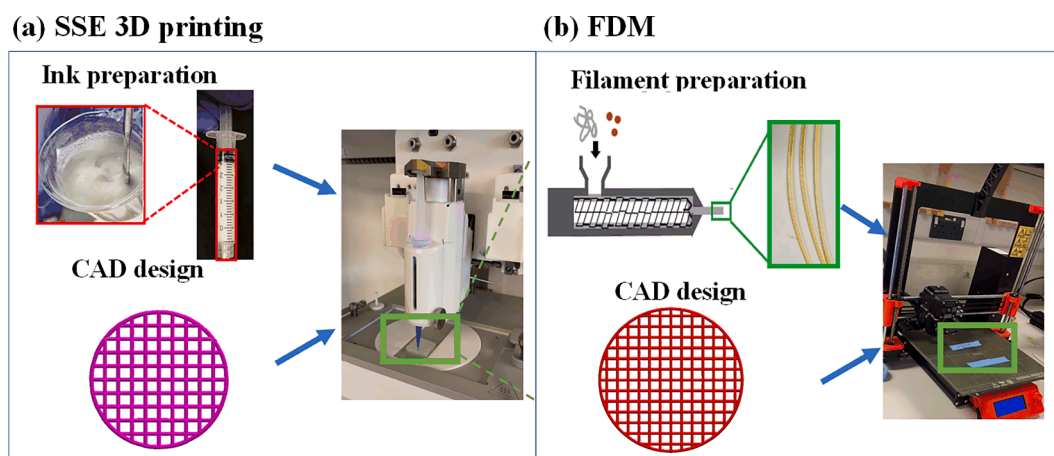 (a) SSE 3D printing
(b) FDM
Ink preparation
Filament preparation
CAD design
CAD design